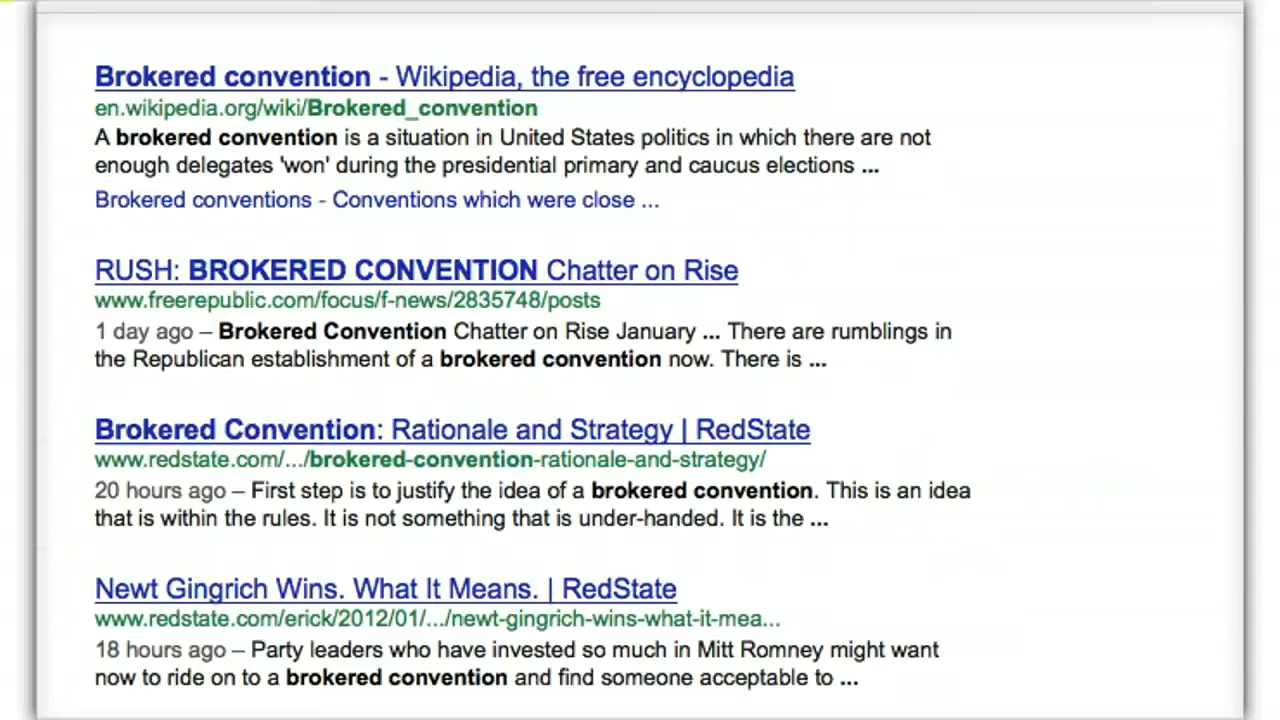 Brokered convention - Wikipedia, the free encyclopedia
en.wikipedia.org/wiki/Brokered_convention
A brokered convention is a situation in United States politics in which there are not
enough delegates 'won' during the presidential primary and caucus elections ...
Brokered conventions - Conventions which were close ...
RUSH: BROKERED CONVENTION Chatter on Rise
www.freerepublic.com/focus/f-news/2835748/posts
1 day ago – Brokered Convention Chatter on Rise January ... There are rumblings in
the Republican establishment of a brokered convention now. There is ...
Brokered Convention: Rationale and Strategy | RedState
www.redstate.com/.../brokered-convention-rationale-and-strategy/
20 hours ago – First step is to justify the idea of a brokered convention. This is an idea
that is within the rules. It is not something that is under-handed. It is the ...
Newt Gingrich Wins. What It Means. | RedState
www.redstate.com/erick/2012/01/.../newt-gingrich-wins-what-it-mea...
18 hours ago – Party leaders who have invested so much in Mitt Romney might want
now to ride on to a brokered convention and find someone acceptable to ...